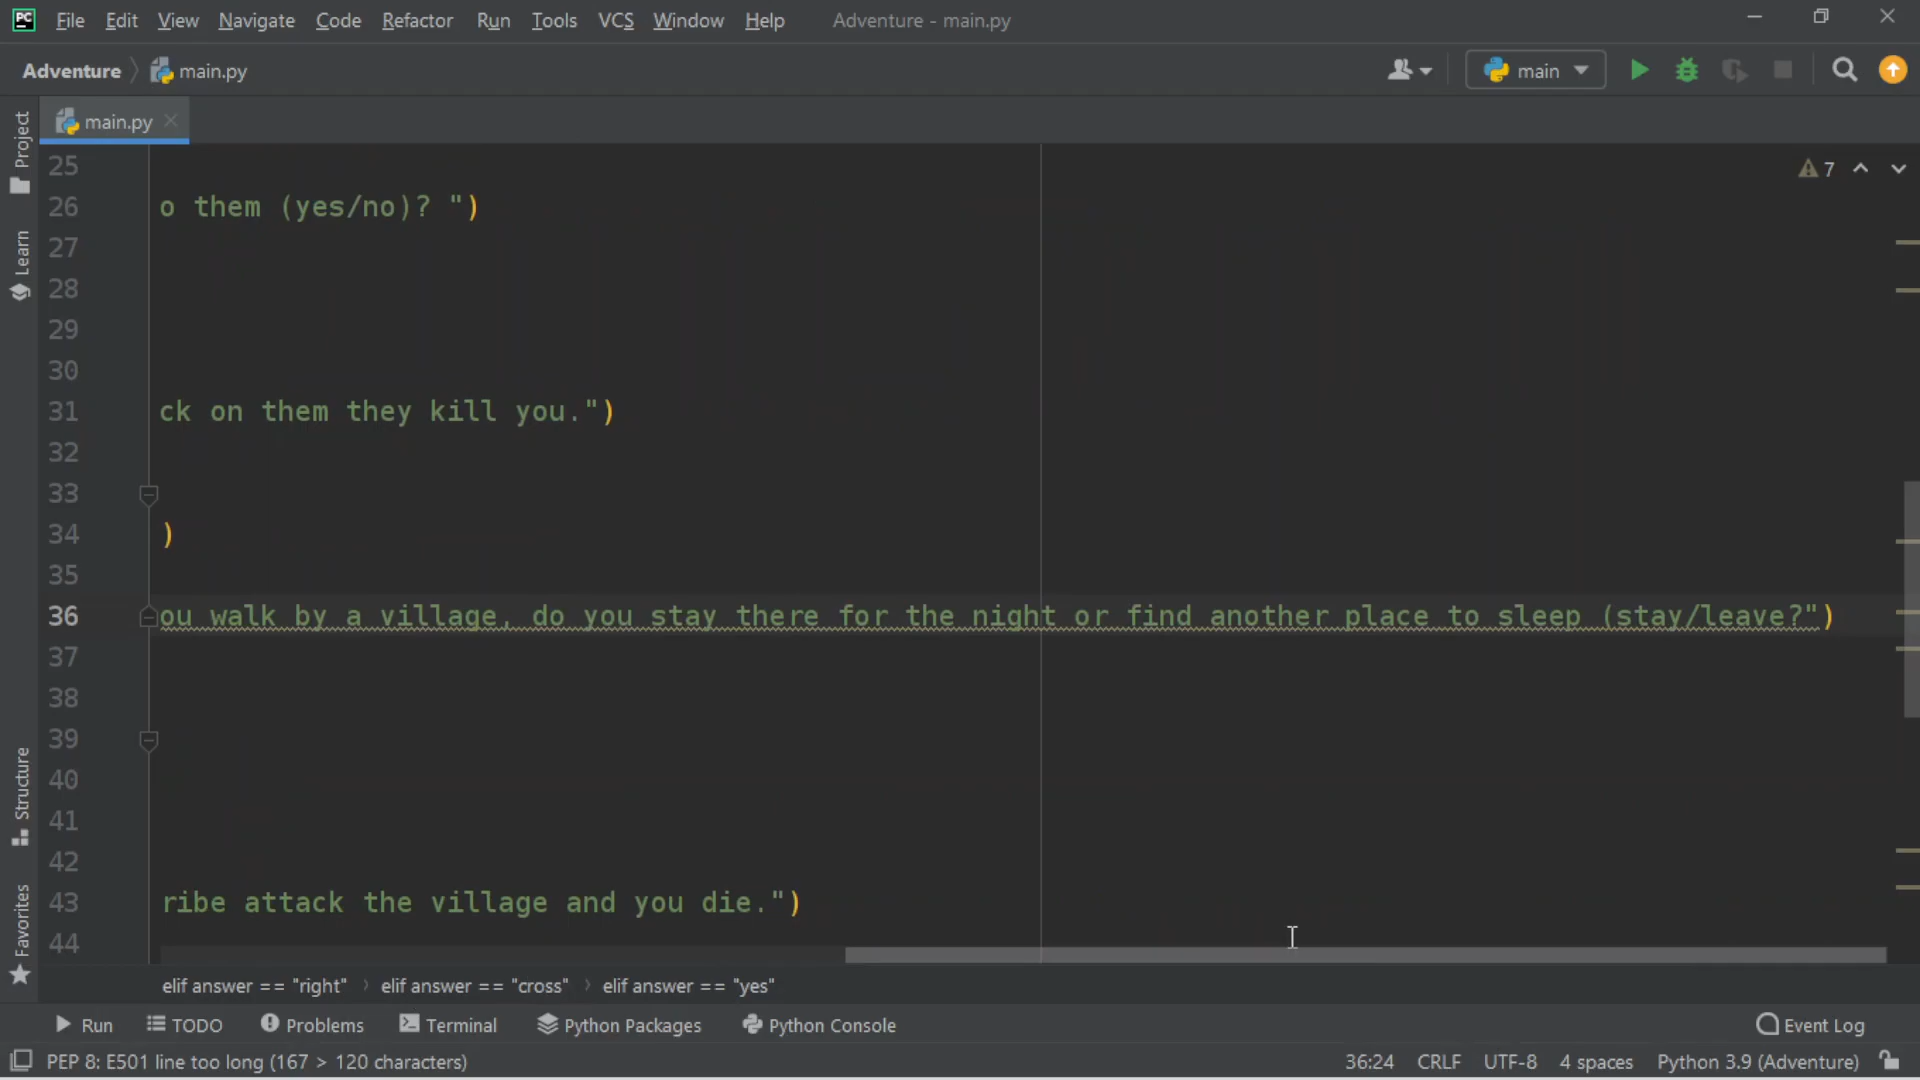 PC File Edit View Navigate Code Refactor Run Tools VCS Window Help Adventure - main.py
Adventure main.py main
main.py
Project
Learn
Structure
Favorites
7
25
26 o them (yes/no)? ")
27
28
29
30
31 ck on them they kill you.")
32
33
34 )
35
36 ou walk by a village, do you stay there for the night or find another place to sleep (stay/leave?")
37
38
39
40
41
42
43 ribe attack the village and you die.")
44
elif answer == "right" elif answer == "cross" elif answer == "yes"
Run TODO Problems Terminal Python Packages Python Console Event Log
PEP 8: E501 line too long (167 > 120 characters) 36:24 CRLF UTF-8 4 spaces Python 3.9 (Adventure)